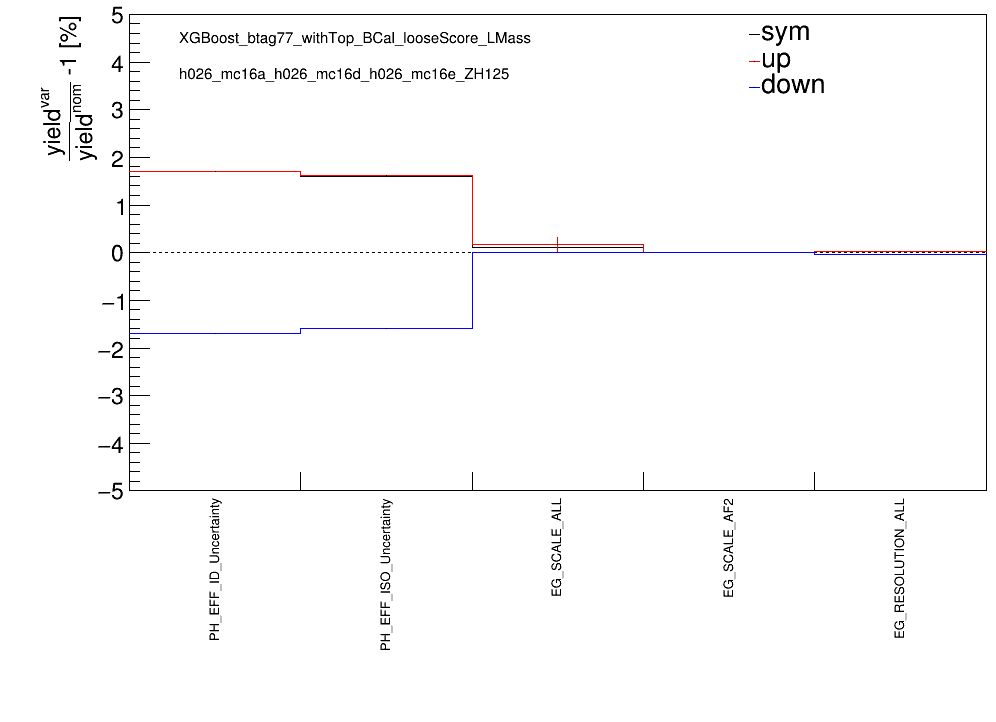 yield^var / yield^nom -1 [%]
XGBoost_btag77_withTop_BCal_looseScore_LMass
h026_mc16a_h026_mc16d_h026_mc16e_ZH125
sym
up
down
5
4
3
2
1
0
−1
−2
−3
−4
−5
PH_EFF_ID_Uncertainty
PH_EFF_ISO_Uncertainty
EG_SCALE_ALL
EG_SCALE_AF2
EG_RESOLUTION_ALL